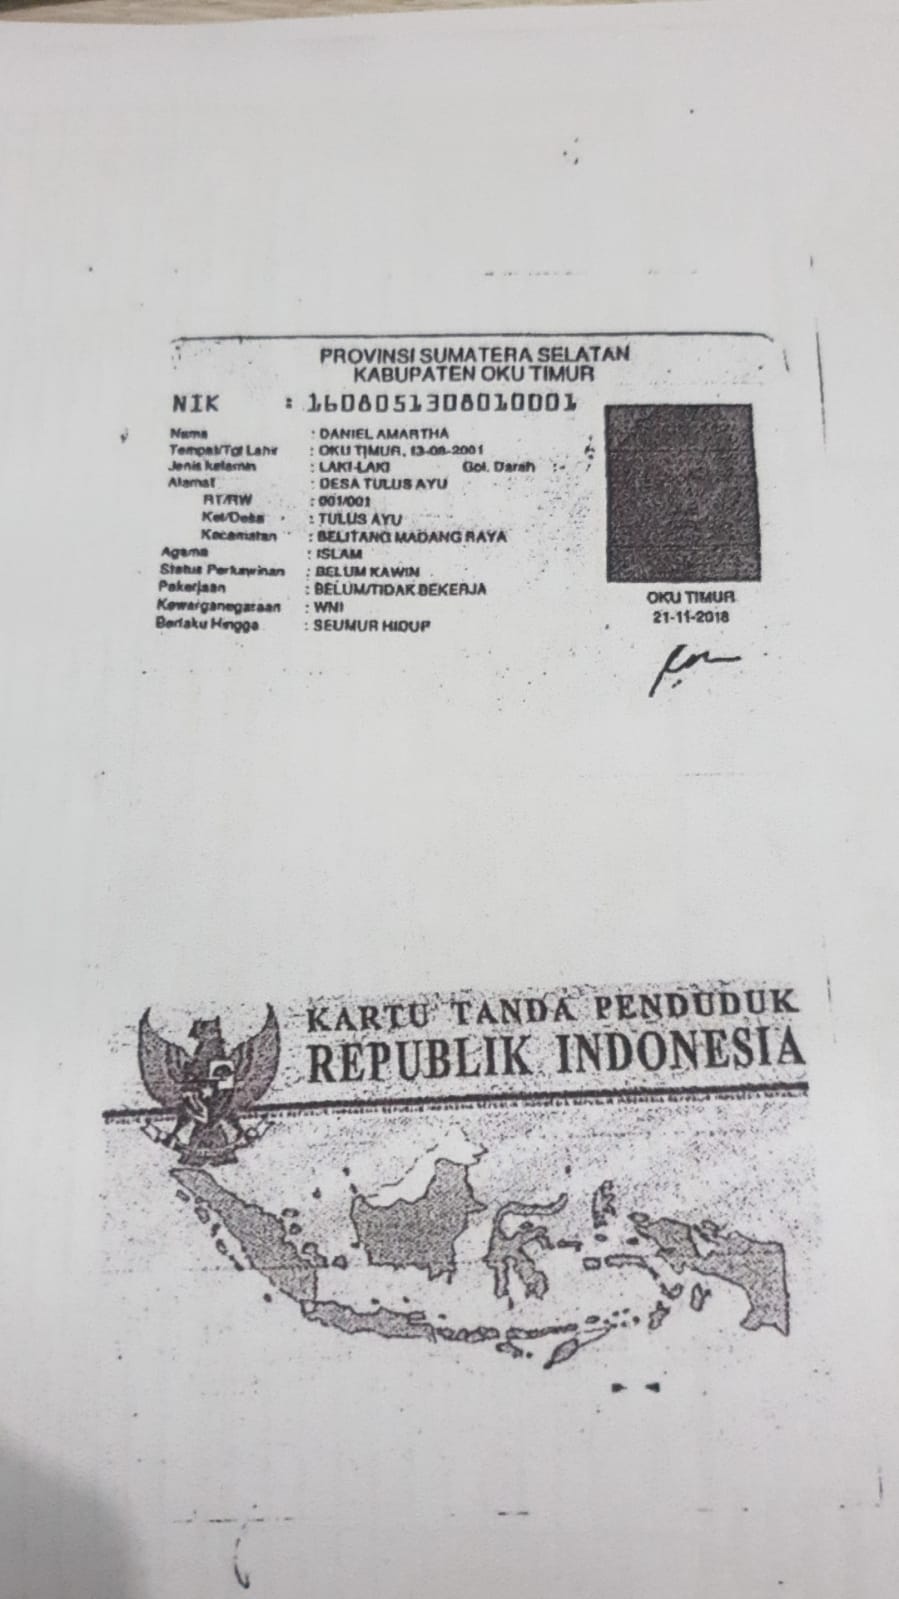 PROVINSI SUMATERA SELATAN
KABUPATEN OKU TIMUR
NIK : 1608051308010001
Nama : DANIEL AMARTHA
Tempat/Tgl Lahir : OKU TIMUR, 13-08-2001
Jenis kelamin : LAKI-LAKI Gol. Darah : -
Alamat : DESA TULUS AYU
RT/RW : 001/001
Kel/Desa : TULUS AYU
Kecamatan : BELITANG MADANG RAYA
Agama : ISLAM
Status Perkawinan : BELUM KAWIN
Pekerjaan : BELUM/TIDAK BEKERJA
Kewarganegaraan : WNI
Berlaku Hingga : SEUMUR HIDUP
OKU TIMUR
21-11-2018
KARTU TANDA PENDUDUK
REPUBLIK INDONESIA